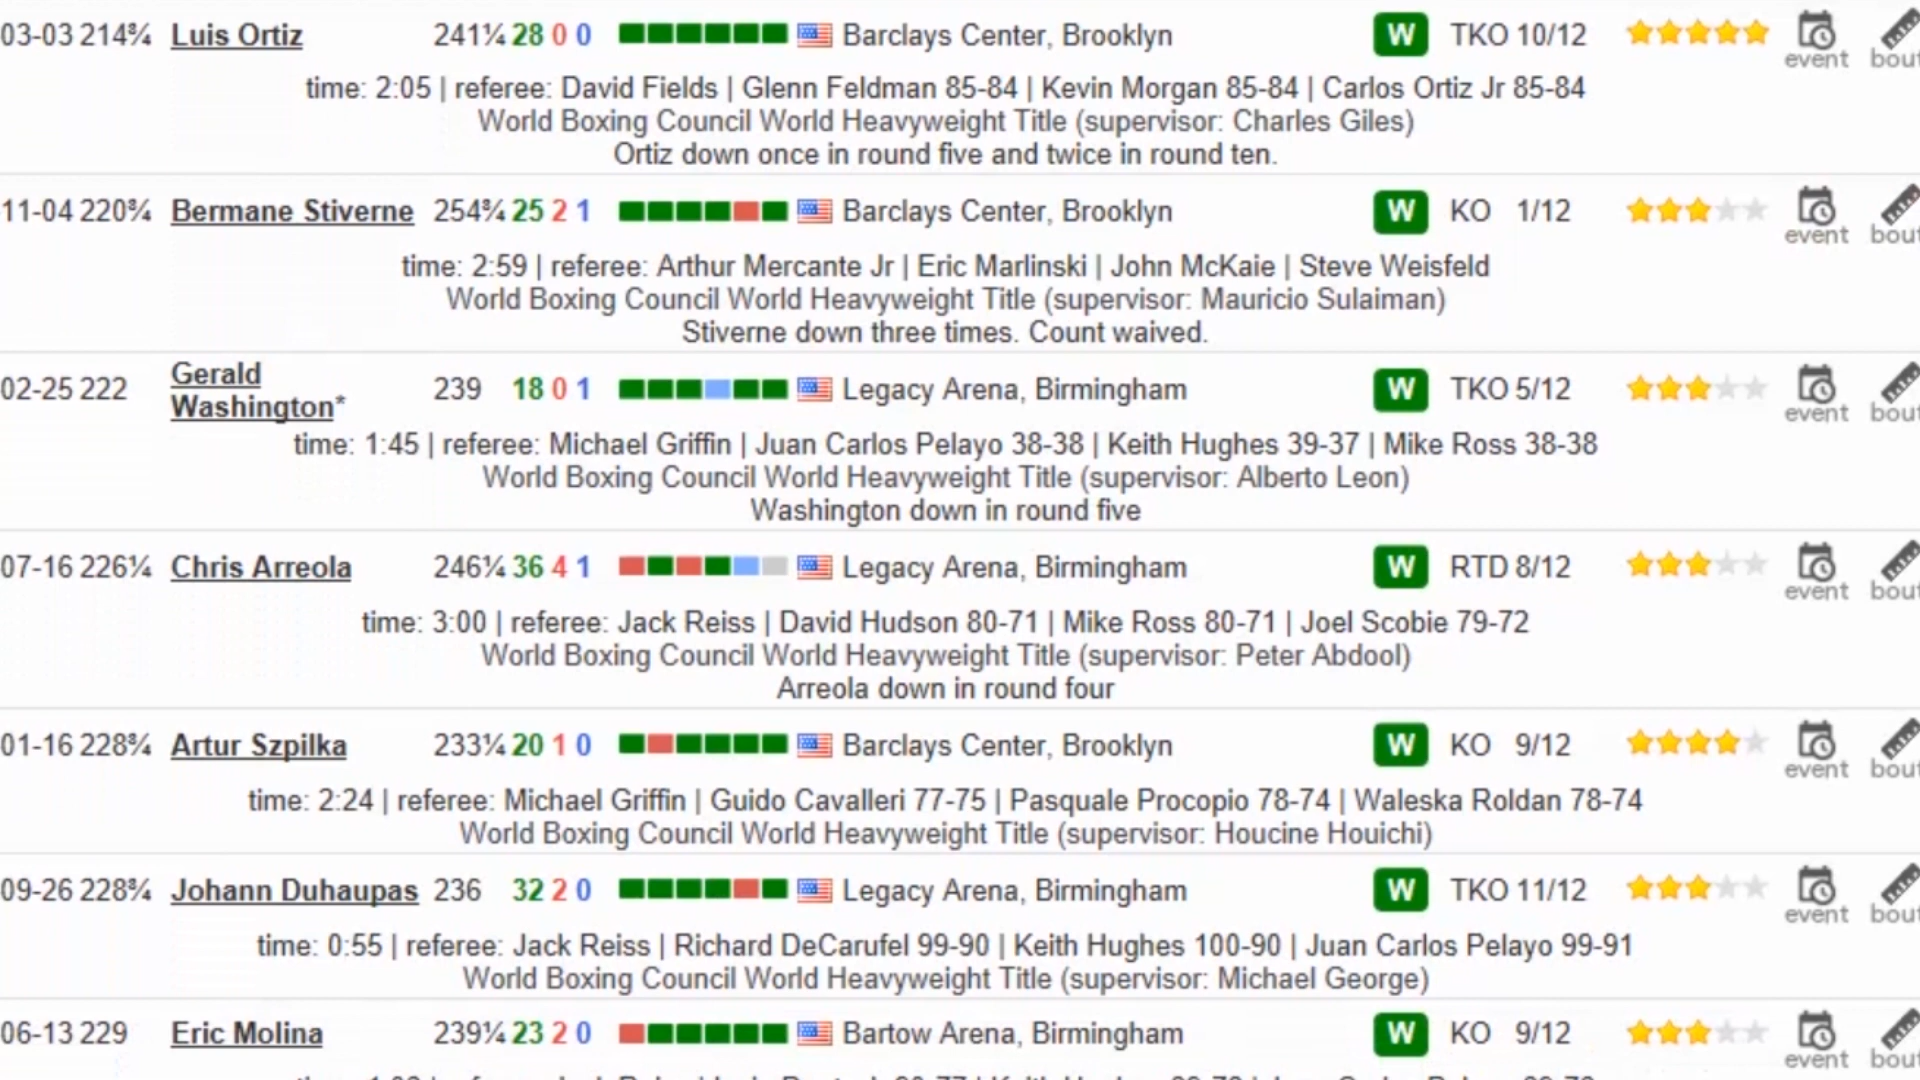 03-03 214¾ Luis Ortiz 241¼ 28 0 0 Barclays Center, Brooklyn W TKO 10/12 event bout
time: 2:05 | referee: David Fields | Glenn Feldman 85-84 | Kevin Morgan 85-84 | Carlos Ortiz Jr 85-84
World Boxing Council World Heavyweight Title (supervisor: Charles Giles)
Ortiz down once in round five and twice in round ten.
11-04 220¾ Bermane Stiverne 254¾ 25 2 1 Barclays Center, Brooklyn W KO 1/12 event bout
time: 2:59 | referee: Arthur Mercante Jr | Eric Marlinski | John McKaie | Steve Weisfeld
World Boxing Council World Heavyweight Title (supervisor: Mauricio Sulaiman)
Stiverne down three times. Count waived.
02-25 222 Gerald Washington* 239 18 0 1 Legacy Arena, Birmingham W TKO 5/12 event bout
time: 1:45 | referee: Michael Griffin | Juan Carlos Pelayo 38-38 | Keith Hughes 39-37 | Mike Ross 38-38
World Boxing Council World Heavyweight Title (supervisor: Alberto Leon)
Washington down in round five
07-16 226¼ Chris Arreola 246¼ 36 4 1 Legacy Arena, Birmingham W RTD 8/12 event bout
time: 3:00 | referee: Jack Reiss | David Hudson 80-71 | Mike Ross 80-71 | Joel Scobie 79-72
World Boxing Council World Heavyweight Title (supervisor: Peter Abdool)
Arreola down in round four
01-16 228¾ Artur Szpilka 233¼ 20 1 0 Barclays Center, Brooklyn W KO 9/12 event bout
time: 2:24 | referee: Michael Griffin | Guido Cavalleri 77-75 | Pasquale Procopio 78-74 | Waleska Roldan 78-74
World Boxing Council World Heavyweight Title (supervisor: Houcine Houichi)
09-26 228¾ Johann Duhaupas 236 32 2 0 Legacy Arena, Birmingham W TKO 11/12 event bout
time: 0:55 | referee: Jack Reiss | Richard DeCarufel 99-90 | Keith Hughes 100-90 | Juan Carlos Pelayo 99-91
World Boxing Council World Heavyweight Title (supervisor: Michael George)
06-13 229 Eric Molina 239¼ 23 2 0 Bartow Arena, Birmingham W KO 9/12 event bout